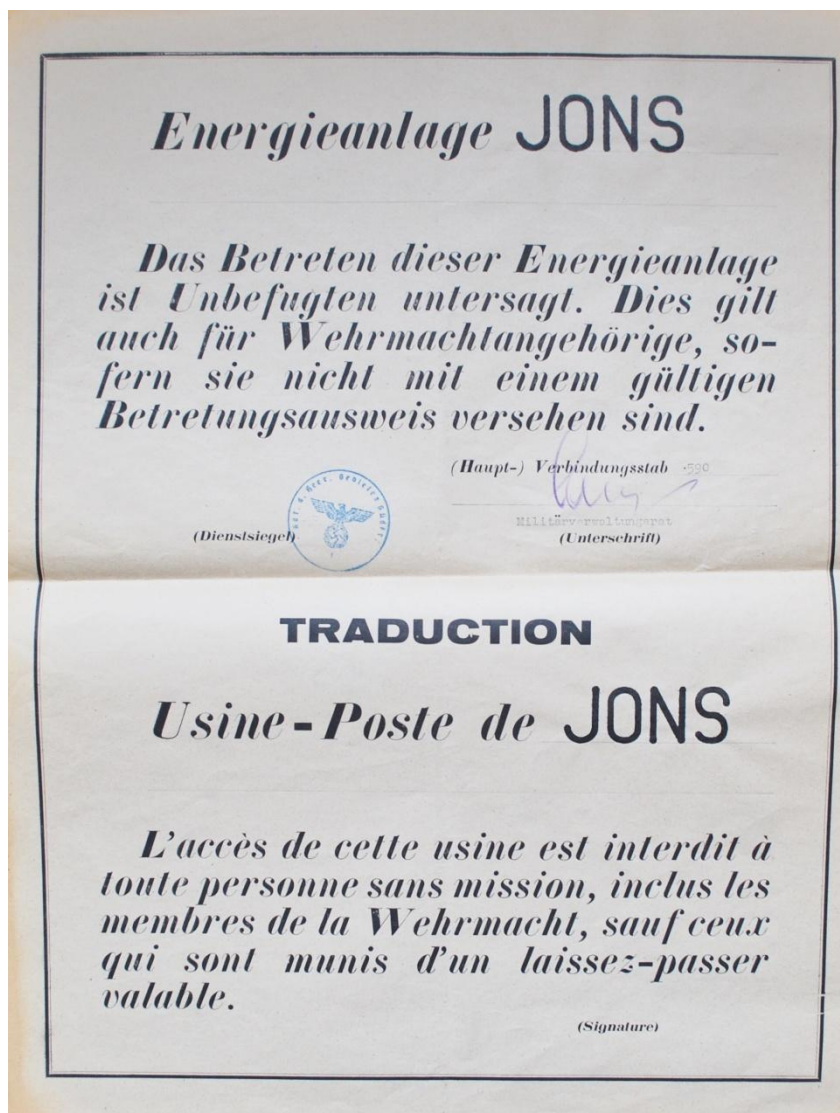 Energieanlage JONS
Das Betreten dieser Energieanlage
ist Unbefugten untersagt. Dies gilt
auch für Wehrmachtangehörige, so-
fern sie nicht mit einem gültigen
Betretungsausweis versehen sind.
(Haupt-) Verbindungsstab 590
Militärverwaltungsrat
(Dienstsiegel)
(Unterschrift)
TRADUCTION
Usine-Poste de JONS
L'accès de cette usine est interdit à
toute personne sans mission, inclus les
membres de la Wehrmacht, sauf ceux
qui sont munis d'un laissez-passer
valable.
(Signature)